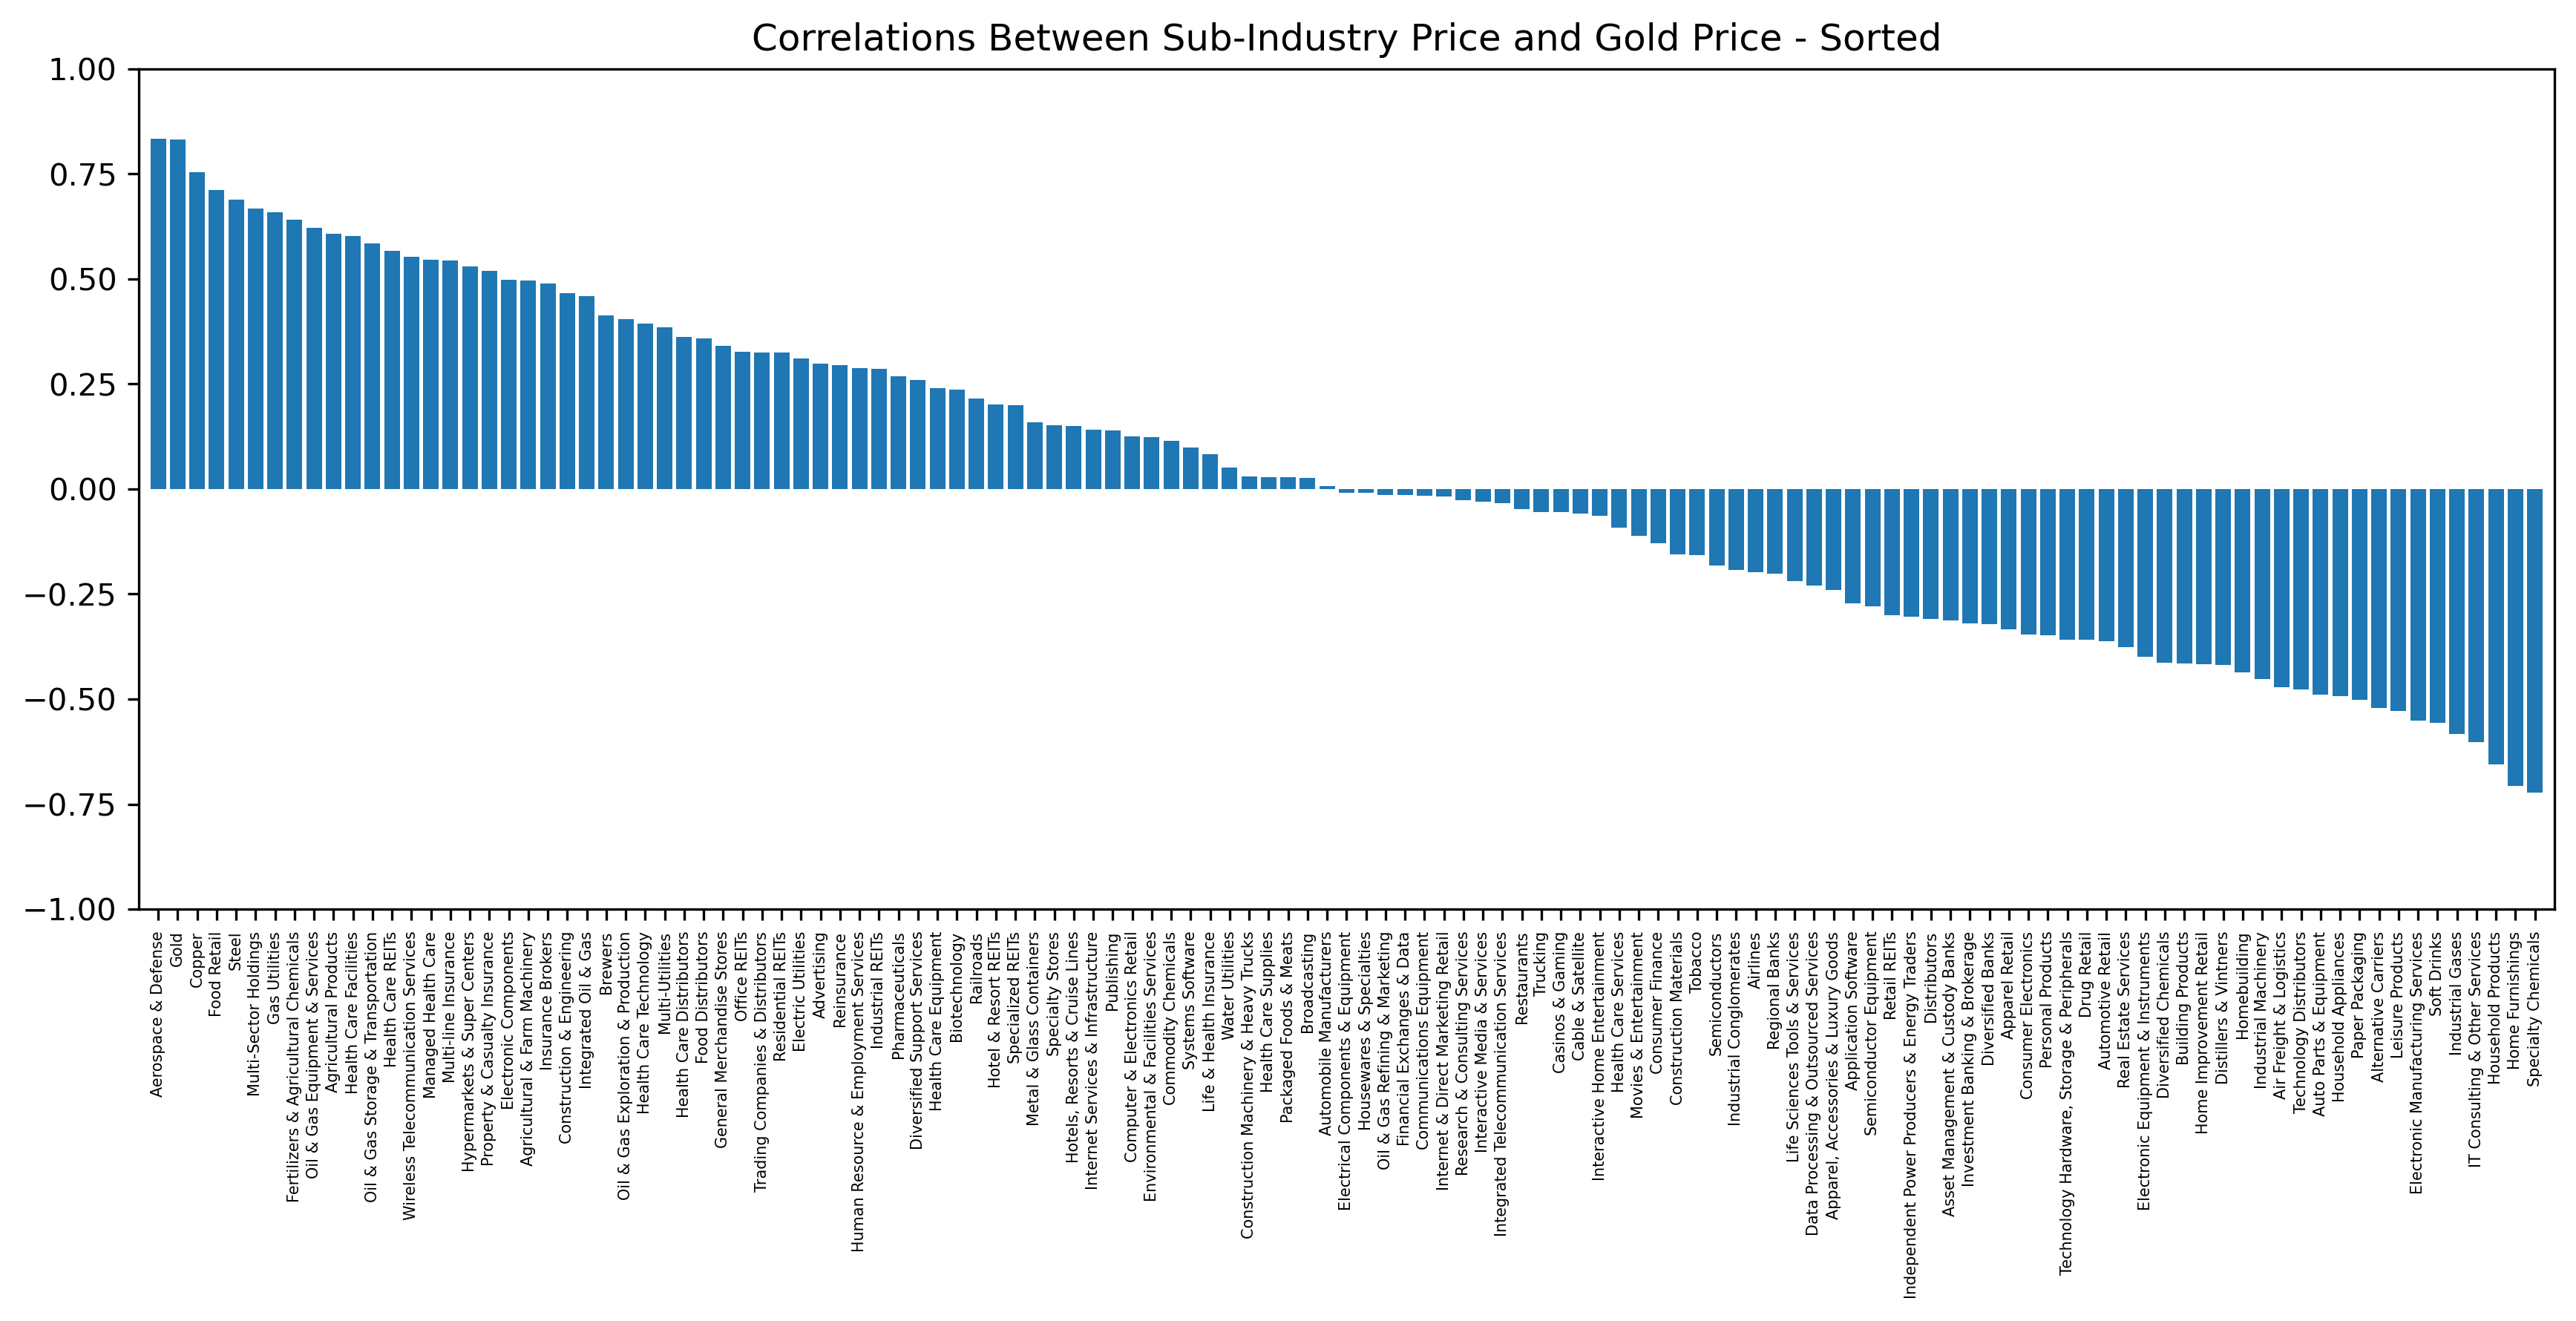 Correlations Between Sub-Industry Price and Gold Price - Sorted
1.00
0.75
0.50
0.25
0.00
−0.25
−0.50
−0.75
−1.00
Aerospace & Defense
Gold
Copper
Food Retail
Steel
Multi-Sector Holdings
Gas Utilities
Fertilizers & Agricultural Chemicals
Oil & Gas Equipment & Services
Agricultural Products
Health Care Facilities
Oil & Gas Storage & Transportation
Health Care REITs
Wireless Telecommunication Services
Managed Health Care
Multi-line Insurance
Hypermarkets & Super Centers
Property & Casualty Insurance
Electronic Components
Agricultural & Farm Machinery
Insurance Brokers
Construction & Engineering
Integrated Oil & Gas
Brewers
Oil & Gas Exploration & Production
Health Care Technology
Multi-Utilities
Health Care Distributors
Food Distributors
General Merchandise Stores
Office REITs
Trading Companies & Distributors
Residential REITs
Electric Utilities
Advertising
Reinsurance
Human Resource & Employment Services
Industrial REITs
Pharmaceuticals
Diversified Support Services
Health Care Equipment
Biotechnology
Railroads
Hotel & Resort REITs
Specialized REITs
Metal & Glass Containers
Specialty Stores
Hotels, Resorts & Cruise Lines
Internet Services & Infrastructure
Publishing
Computer & Electronics Retail
Environmental & Facilities Services
Commodity Chemicals
Systems Software
Life & Health Insurance
Water Utilities
Construction Machinery & Heavy Trucks
Health Care Supplies
Packaged Foods & Meats
Broadcasting
Automobile Manufacturers
Electrical Components & Equipment
Housewares & Specialties
Oil & Gas Refining & Marketing
Financial Exchanges & Data
Communications Equipment
Internet & Direct Marketing Retail
Research & Consulting Services
Interactive Media & Services
Integrated Telecommunication Services
Restaurants
Trucking
Casinos & Gaming
Cable & Satellite
Interactive Home Entertainment
Health Care Services
Movies & Entertainment
Consumer Finance
Construction Materials
Tobacco
Semiconductors
Industrial Conglomerates
Airlines
Regional Banks
Life Sciences Tools & Services
Data Processing & Outsourced Services
Apparel, Accessories & Luxury Goods
Application Software
Semiconductor Equipment
Retail REITs
Independent Power Producers & Energy Traders
Distributors
Asset Management & Custody Banks
Investment Banking & Brokerage
Diversified Banks
Apparel Retail
Consumer Electronics
Personal Products
Technology Hardware, Storage & Peripherals
Drug Retail
Automotive Retail
Real Estate Services
Electronic Equipment & Instruments
Diversified Chemicals
Building Products
Home Improvement Retail
Distillers & Vintners
Homebuilding
Industrial Machinery
Air Freight & Logistics
Technology Distributors
Auto Parts & Equipment
Household Appliances
Paper Packaging
Alternative Carriers
Leisure Products
Electronic Manufacturing Services
Soft Drinks
Industrial Gases
IT Consulting & Other Services
Household Products
Home Furnishings
Specialty Chemicals